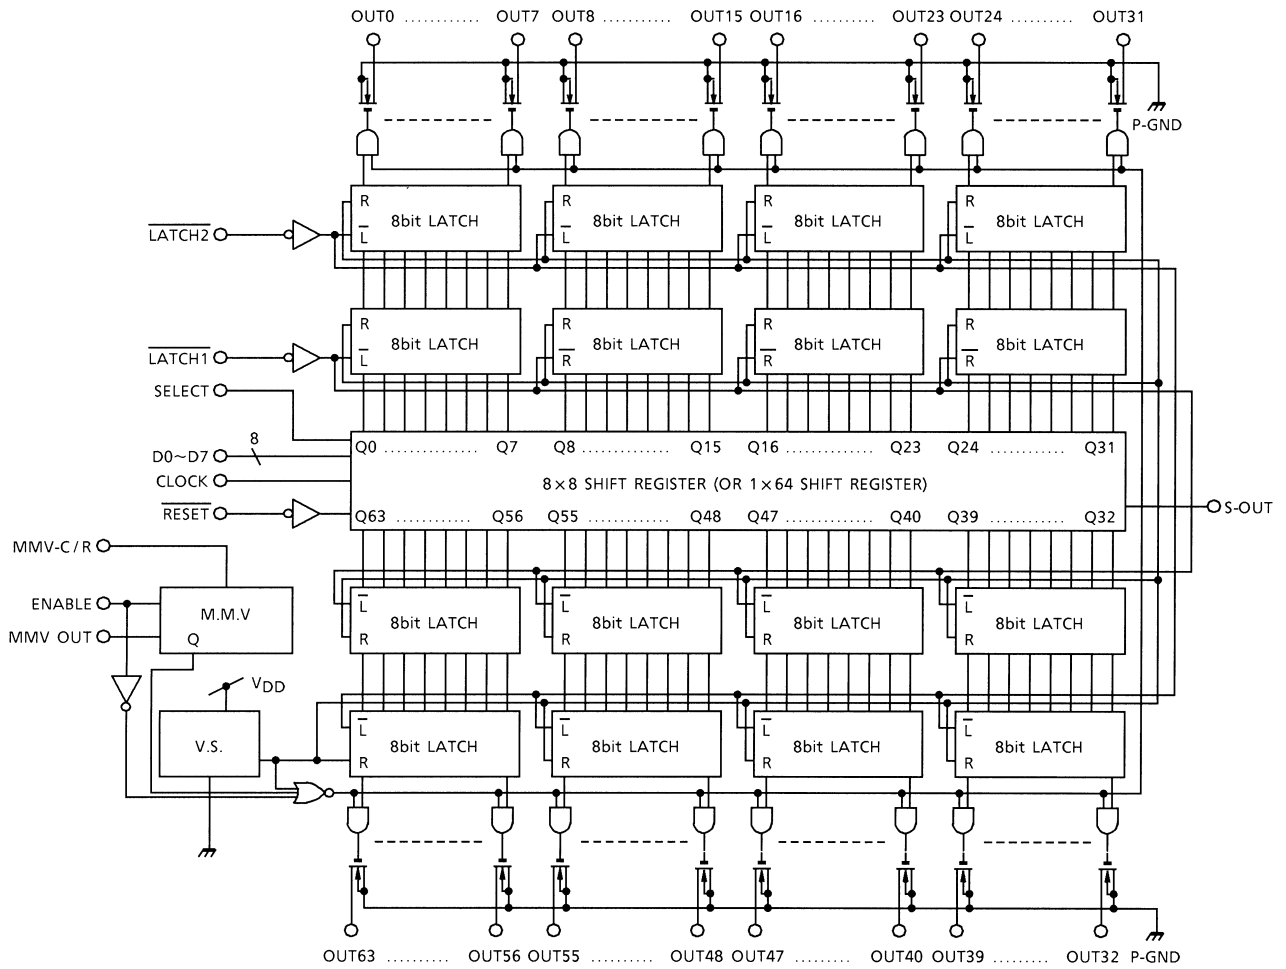 OUT0 ............. OUT7 OUT8 ............ OUT15 OUT16 ........... OUT23 OUT24 .......... OUT31
P-GND
R 8bit LATCH R 8bit LATCH R 8bit LATCH R 8bit LATCH
L̅A̅T̅C̅H̅2̅ L̅ L̅ L̅ L̅
R 8bit LATCH R 8bit LATCH R 8bit LATCH R 8bit LATCH
L̅A̅T̅C̅H̅1̅ L̅ R̅ R̅ R̅
SELECT
Q0 ............... Q7 Q8 ............... Q15 Q16 .............. Q23 Q24 ............ Q31
D0~D7 8
CLOCK
8×8 SHIFT REGISTER (OR 1×64 SHIFT REGISTER)
R̅E̅S̅E̅T̅
S-OUT
Q63 ............ Q56 Q55 ............. Q48 Q47 .............. Q40 Q39 ............ Q32
MMV-C/R
ENABLE
M.M.V
MMV OUT Q
L̅ 8bit LATCH L̅ 8bit LATCH L̅ 8bit LATCH L̅ 8bit LATCH
R R R R
VDD
V.S.
L̅ 8bit LATCH L̅ 8bit LATCH L̅ 8bit LATCH L̅ 8bit LATCH
R R R R
OUT63 .......... OUT56 OUT55 .......... OUT48 OUT47 .......... OUT40 OUT39 ......... OUT32 P-GND